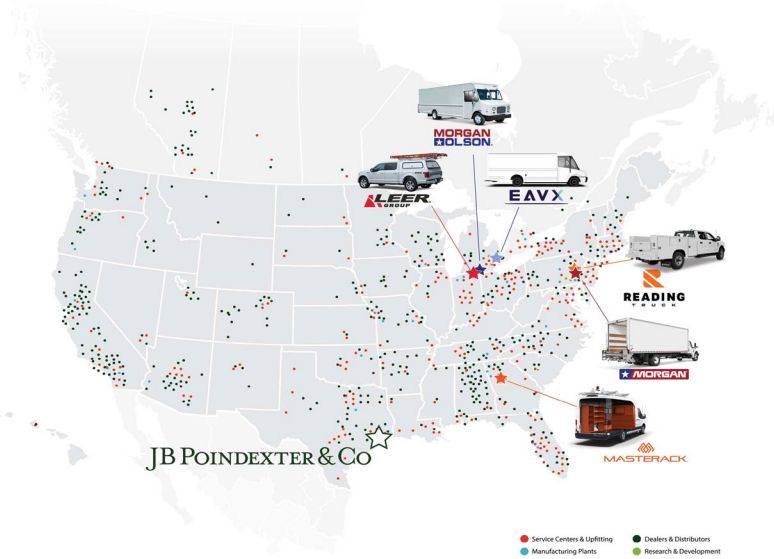 MORGAN
OLSON
LEER
GROUP
EAVX
READING
TRUCK
MORGAN
MASTERACK
JB POINDEXTER & CO
Service Centers & Upfitting
Manufacturing Plants
Dealers & Distributors
Research & Development